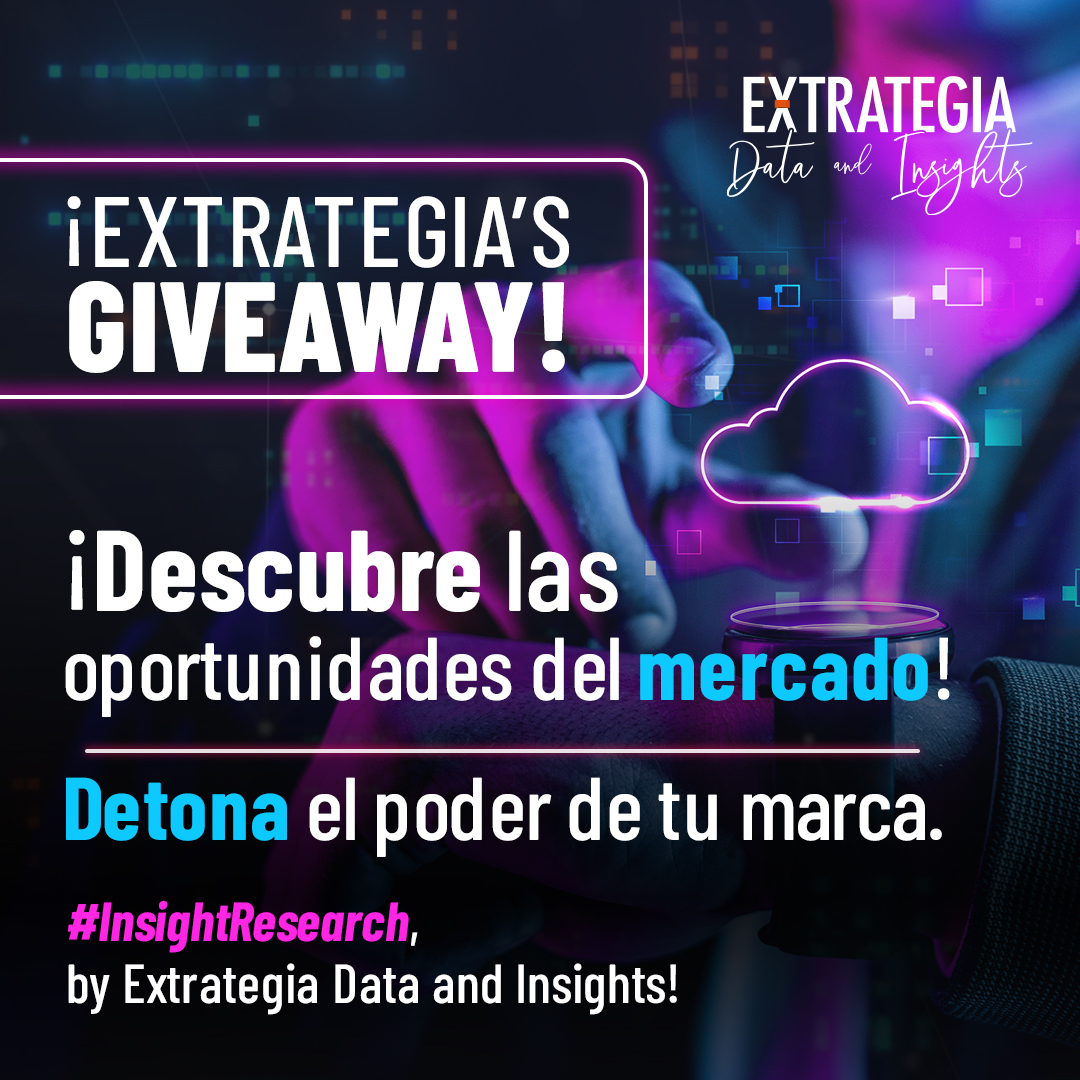 EXTRATEGIA
Data and Insights
¡EXTRATEGIA'S
GIVEAWAY!
¡Descubre las
oportunidades del mercado!
Detona el poder de tu marca.
#InsightResearch,
by Extrategia Data and Insights!